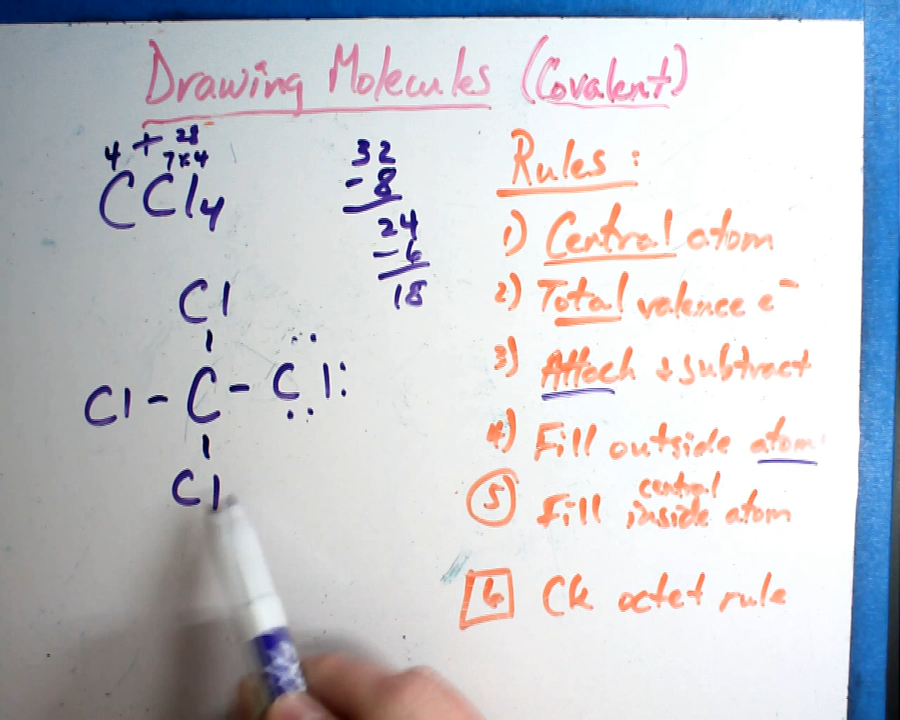 Drawing Molecules (Covalent)
4 + 28
7x4
CCl4
32
-8
24
-6
18
Cl
Cl - C - Cl
Cl
Rules:
1) Central atom
2) Total valence e-
3) Attach + subtract
4) Fill outside atom
central
5) Fill inside atom
6 Ck octet rule